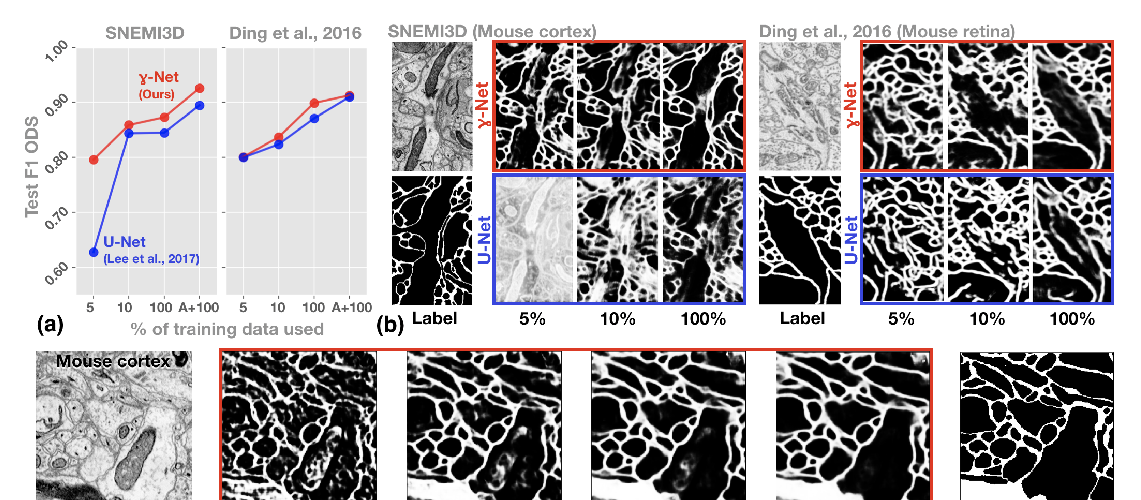 SNEMI3D
Ding et al., 2016
1.00
0.90
0.80
0.70
0.60
Test F1 ODS
ɣ-Net
(Ours)
U-Net
(Lee et al., 2017)
5 10 100 A+100
5 10 100 A+100
% of training data used
(a)
SNEMI3D (Mouse cortex)
ɣ-Net
U-Net
(b)
Label
5%
10%
100%
Ding et al., 2016 (Mouse retina)
ɣ-Net
U-Net
Label
5%
10%
100%
Mouse cortex